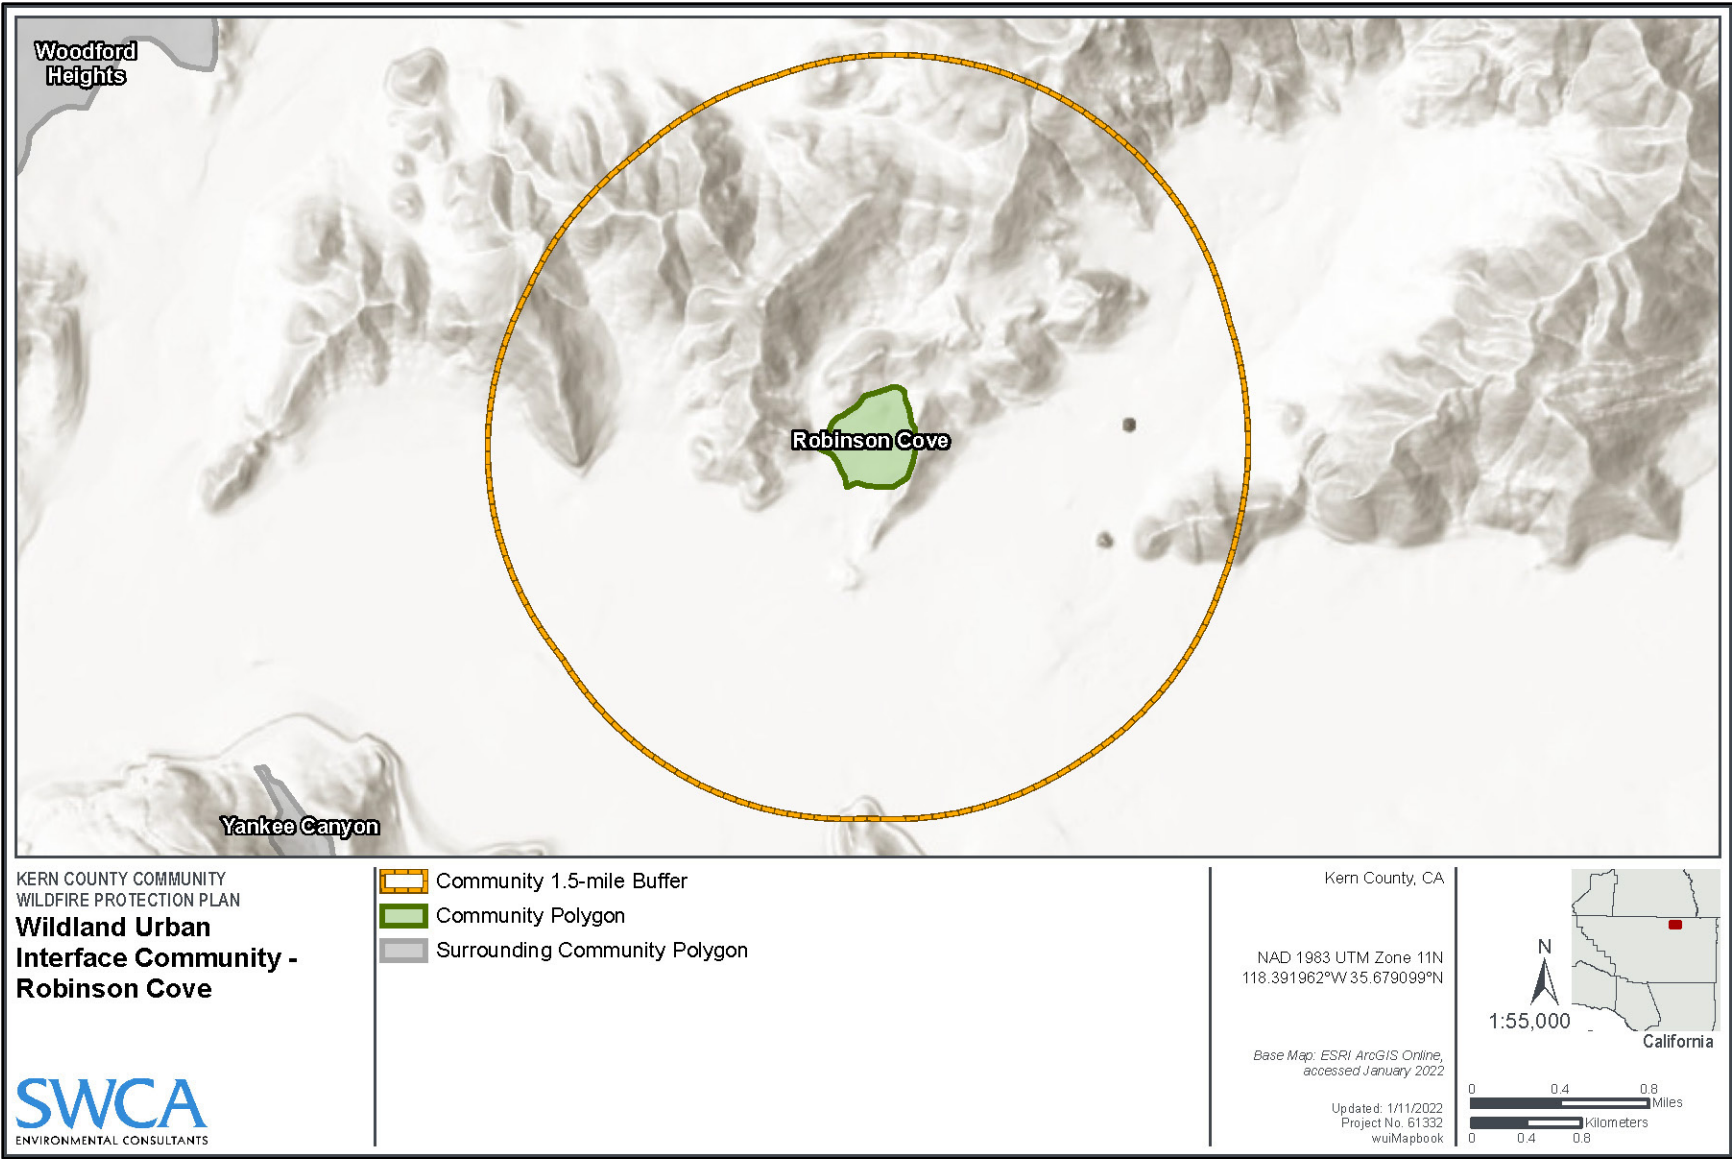 Woodford
Heights
Robinson Cove
Yankee Canyon
KERN COUNTY COMMUNITY
WILDFIRE PROTECTION PLAN
Wildland Urban
Interface Community -
Robinson Cove
SWCA
ENVIRONMENTAL CONSULTANTS
Community 1.5-mile Buffer
Community Polygon
Surrounding Community Polygon
Kern County, CA
NAD 1983 UTM Zone 11N
118.391962°W 35.679099°N
Base Map: ESRI ArcGIS Online,
accessed January 2022
Updated: 1/11/2022
Project No. 61332
wuiMapbook
N
1:55,000
California
0 0.4 0.8
Miles
Kilometers
0 0.4 0.8